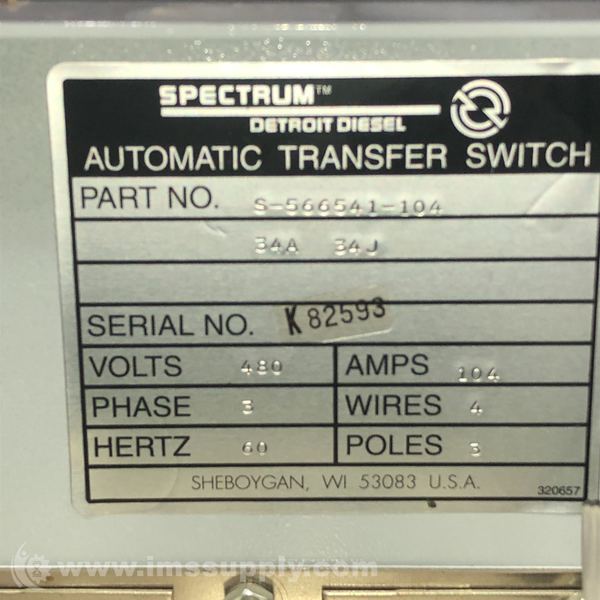 SPECTRUM™
DETROIT DIESEL
AUTOMATIC TRANSFER SWITCH
PART NO. S-566541-104
34A 34J
SERIAL NO. K82593
VOLTS 480 AMPS 104
PHASE 3 WIRES 4
HERTZ 60 POLES 3
SHEBOYGAN, WI 53083 U.S.A.
320657
www.imssupply.com